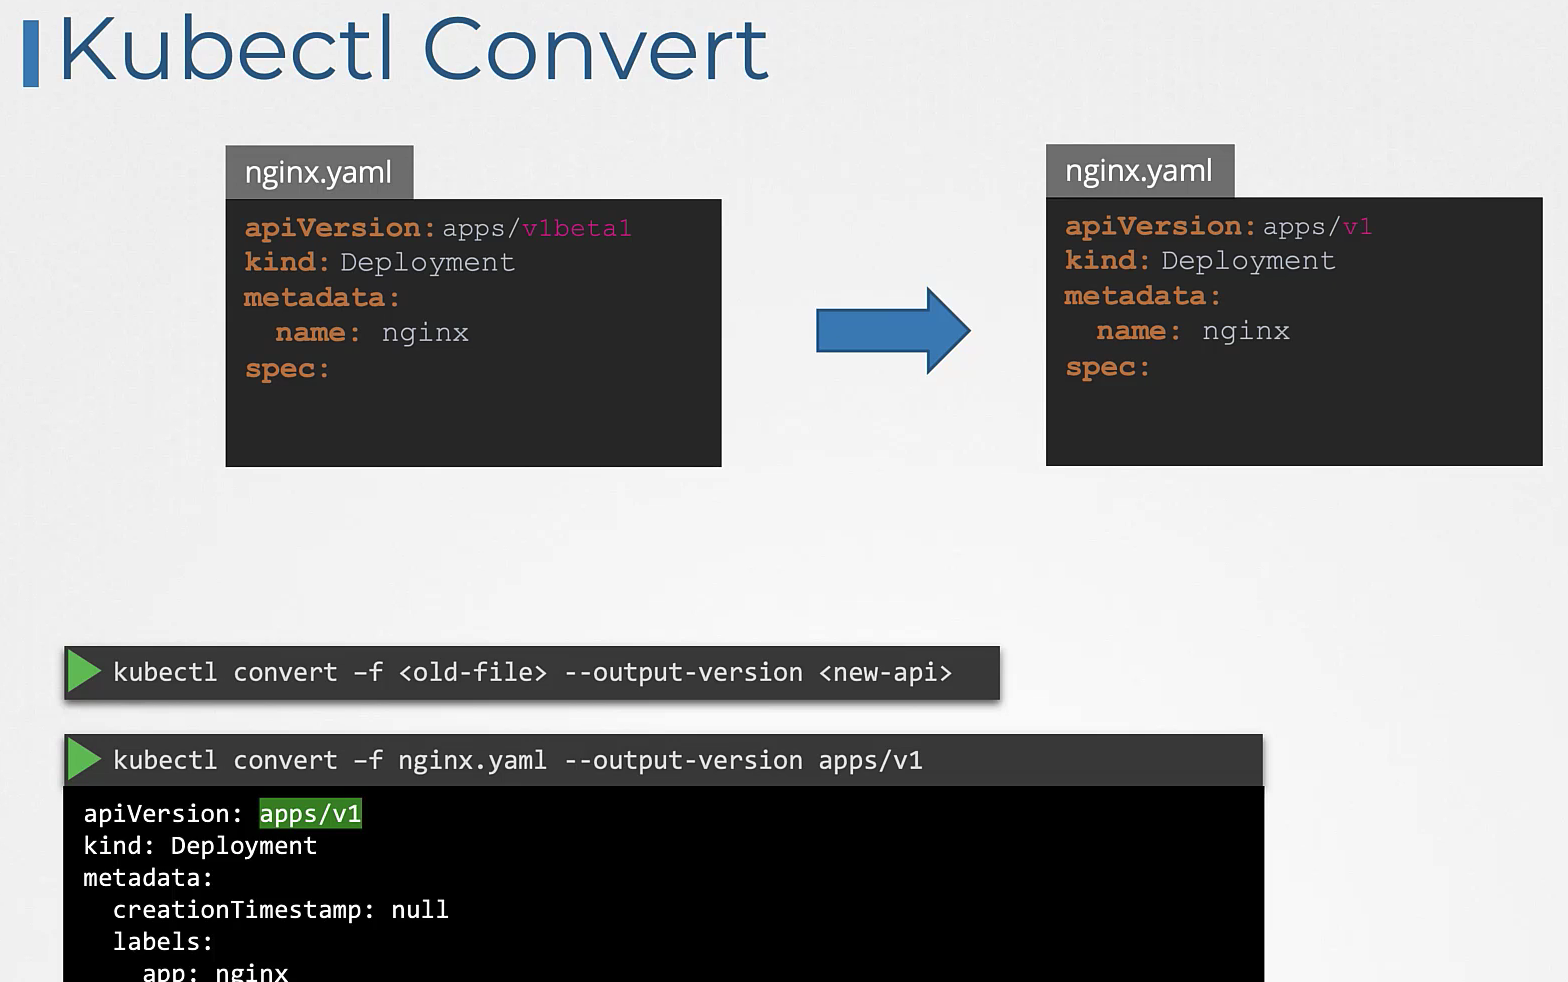 Kubectl Convert
nginx.yaml
apiVersion: apps/v1beta1
kind: Deployment
metadata:
  name: nginx
spec:
nginx.yaml
apiVersion: apps/v1
kind: Deployment
metadata:
  name: nginx
spec:
kubectl convert –f <old-file> --output-version <new-api>
kubectl convert –f nginx.yaml --output-version apps/v1
apiVersion: apps/v1
kind: Deployment
metadata:
  creationTimestamp: null
  labels:
    app: nginx